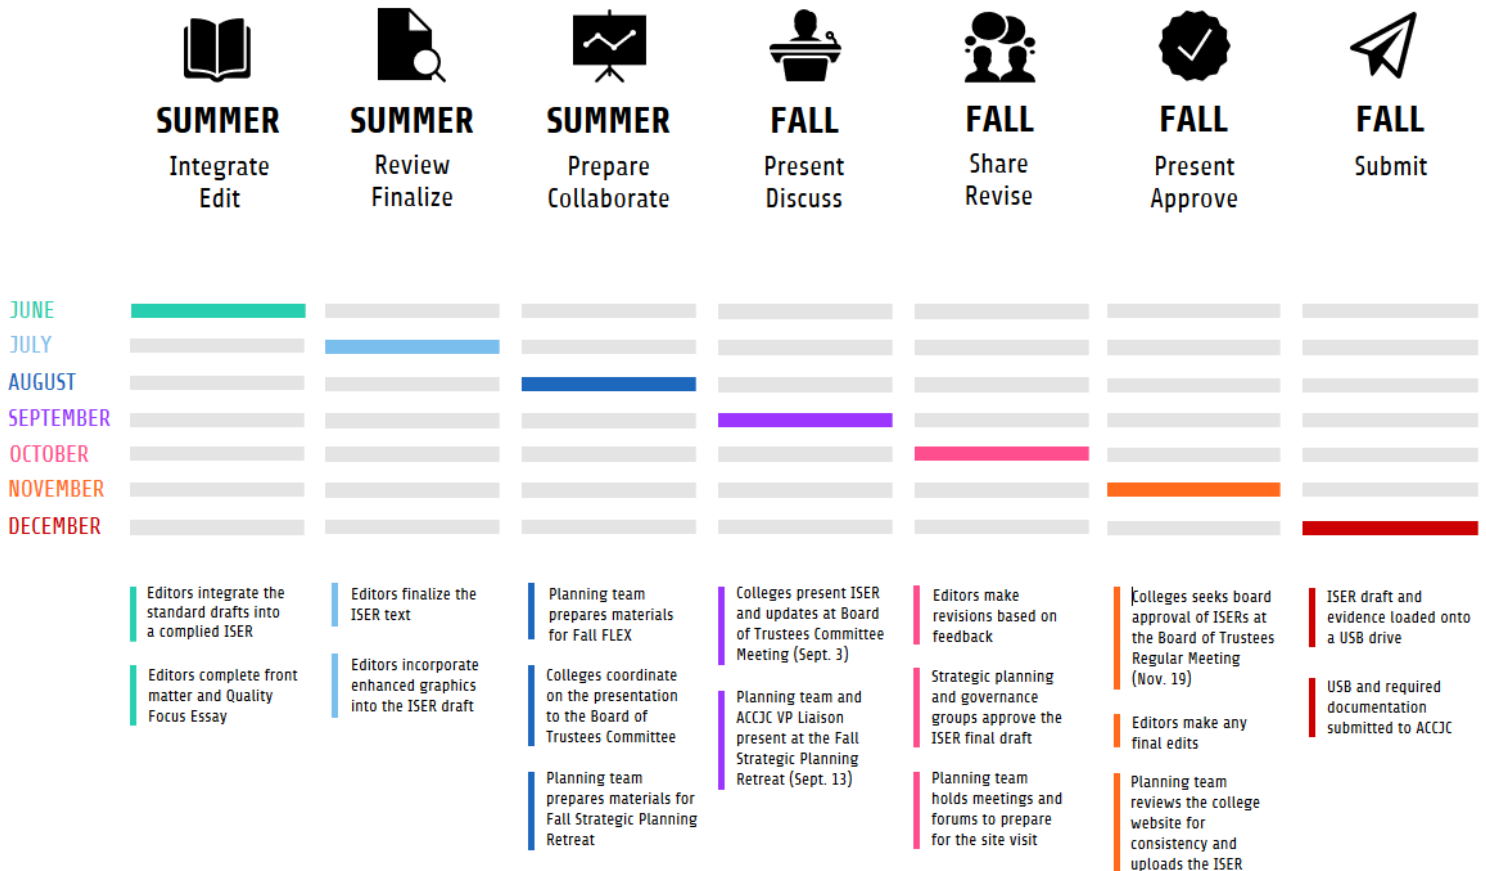 SUMMER
Integrate
Edit
SUMMER
Review
Finalize
SUMMER
Prepare
Collaborate
FALL
Present
Discuss
FALL
Share
Revise
FALL
Present
Approve
FALL
Submit
JUNE
JULY
AUGUST
SEPTEMBER
OCTOBER
NOVEMBER
DECEMBER
Editors integrate the
standard drafts into
a complied ISER
Editors complete front
matter and Quality
Focus Essay
Editors finalize the
ISER text
Editors incorporate
enhanced graphics
into the ISER draft
Planning team
prepares materials
for Fall FLEX
Colleges coordinate
on the presentation
to the Board of
Trustees Committee
Planning team
prepares materials for
Fall Strategic Planning
Retreat
Colleges present ISER
and updates at Board
of Trustees Committee
Meeting (Sept. 3)
Planning team and
ACCJC VP Liaison
present at the Fall
Strategic Planning
Retreat (Sept. 13)
Editors make
revisions based on
feedback
Strategic planning
and governance
groups approve the
ISER final draft
Planning team
holds meetings and
forums to prepare
for the site visit
Colleges seeks board
approval of ISERs at
the Board of Trustees
Regular Meeting
(Nov. 19)
Editors make any
final edits
Planning team
reviews the college
website for
consistency and
uploads the ISER
ISER draft and
evidence loaded onto
a USB drive
USB and required
documentation
submitted to ACCJC